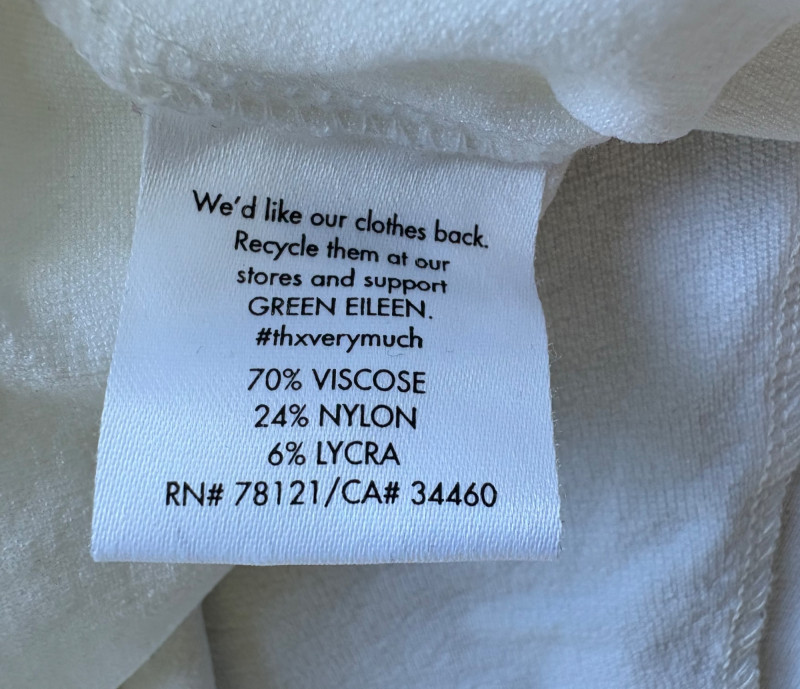 We'd like our clothes back.
Recycle them at our
stores and support
GREEN EILEEN.
#thxverymuch
70% VISCOSE
24% NYLON
6% LYCRA
RN# 78121/CA# 34460